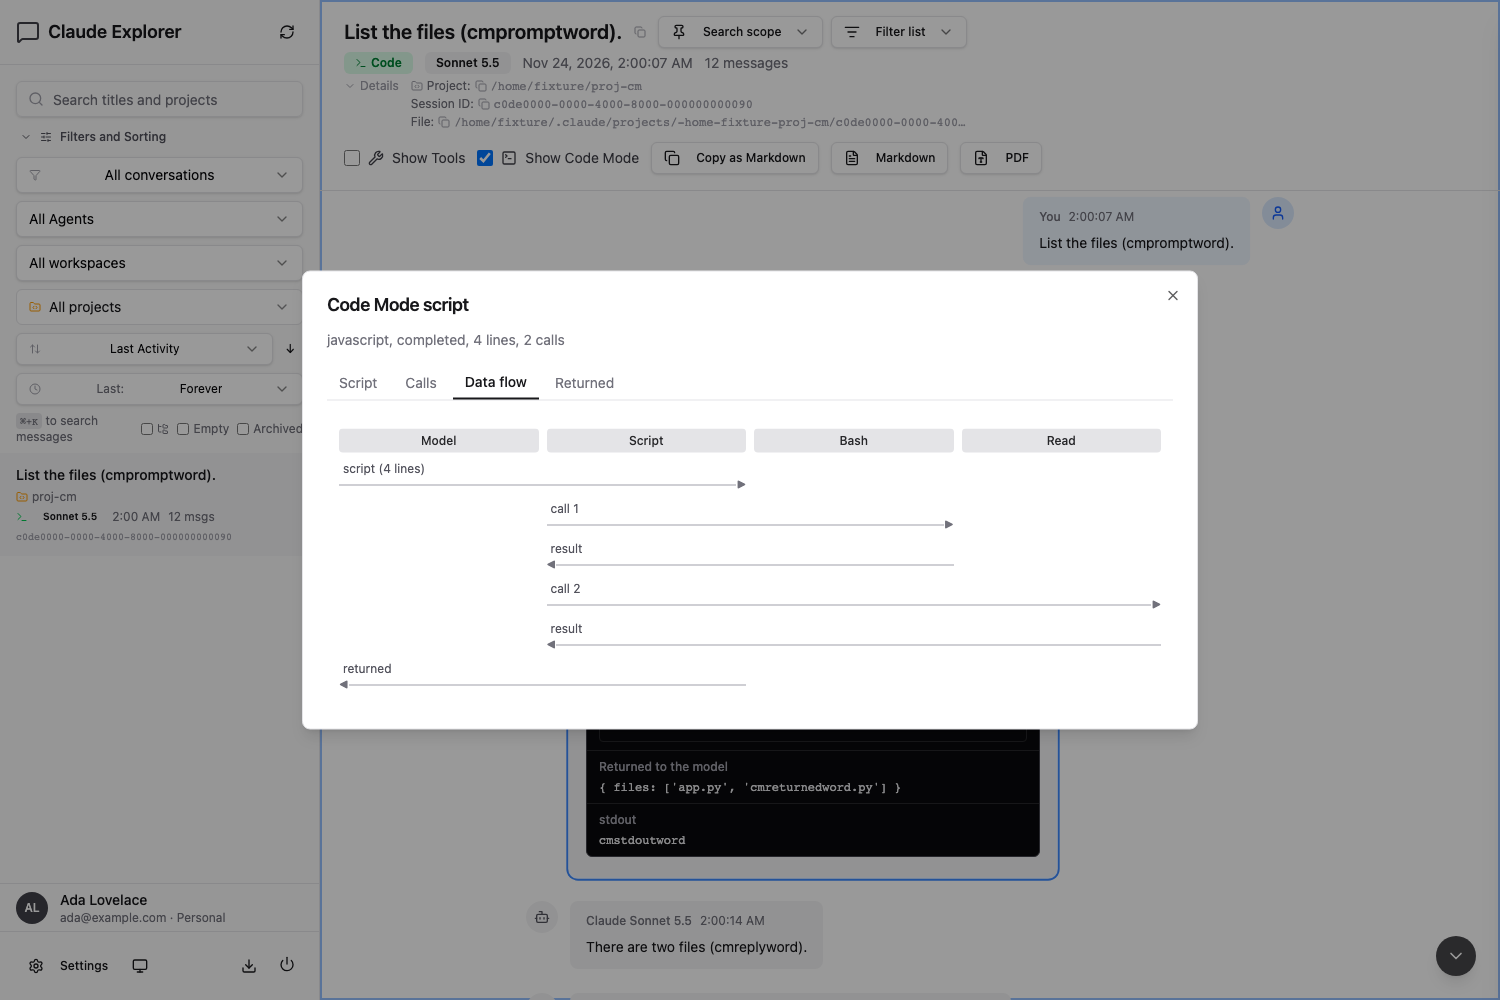 Claude Explorer
Search titles and projects
Filters and Sorting
All conversations
All Agents
All workspaces
All projects
Last Activity
Last: Forever
⌘+K to search messages
Empty
Archived
List the files (cmpromptword).
proj-cm
Sonnet 5.5 2:00 AM 12 msgs
c0de0000-0000-4000-8000-000000000090
AL
Ada Lovelace
ada@example.com · Personal
Settings
List the files (cmpromptword).
Search scope
Filter list
Code Sonnet 5.5 Nov 24, 2026, 2:00:07 AM 12 messages
Details Project: /home/fixture/proj-cm
Session ID: c0de0000-0000-4000-8000-000000000090
File: /home/fixture/.claude/projects/-home-fixture-proj-cm/c0de0000-0000-400…
Show Tools
Show Code Mode
Copy as Markdown
Markdown
PDF
You 2:00:07 AM
List the files (cmpromptword).
Code Mode script
javascript, completed, 4 lines, 2 calls
Script Calls Data flow Returned
Model Script Bash Read
script (4 lines)
call 1
result
call 2
result
returned
Returned to the model
{ files: ['app.py', 'cmreturnedword.py'] }
stdout
cmstdoutword
Claude Sonnet 5.5 2:00:14 AM
There are two files (cmreplyword).